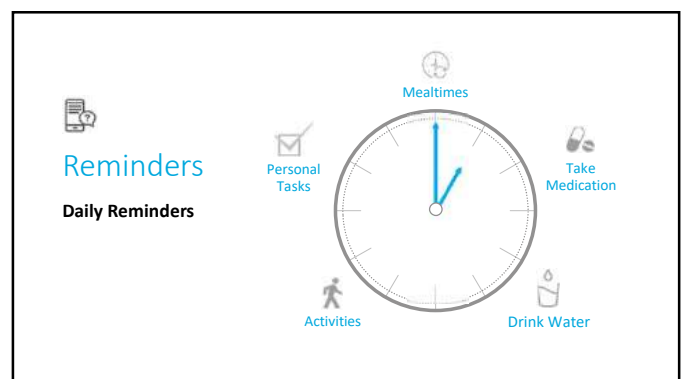 Reminders
Daily Reminders
Mealtimes
Personal
Tasks
Take
Medication
Activities
Drink Water